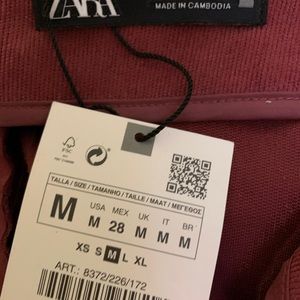 ZARA
MADE IN CAMBODIA
FSC
TALLA / SIZE / TAMANHO / TAILLE / MAAT / ΜΕΓΕΘΟΣ
M
USA MEX UK IT BR
M 28 M M M
XS S M L XL
ART.: 8372/226/172